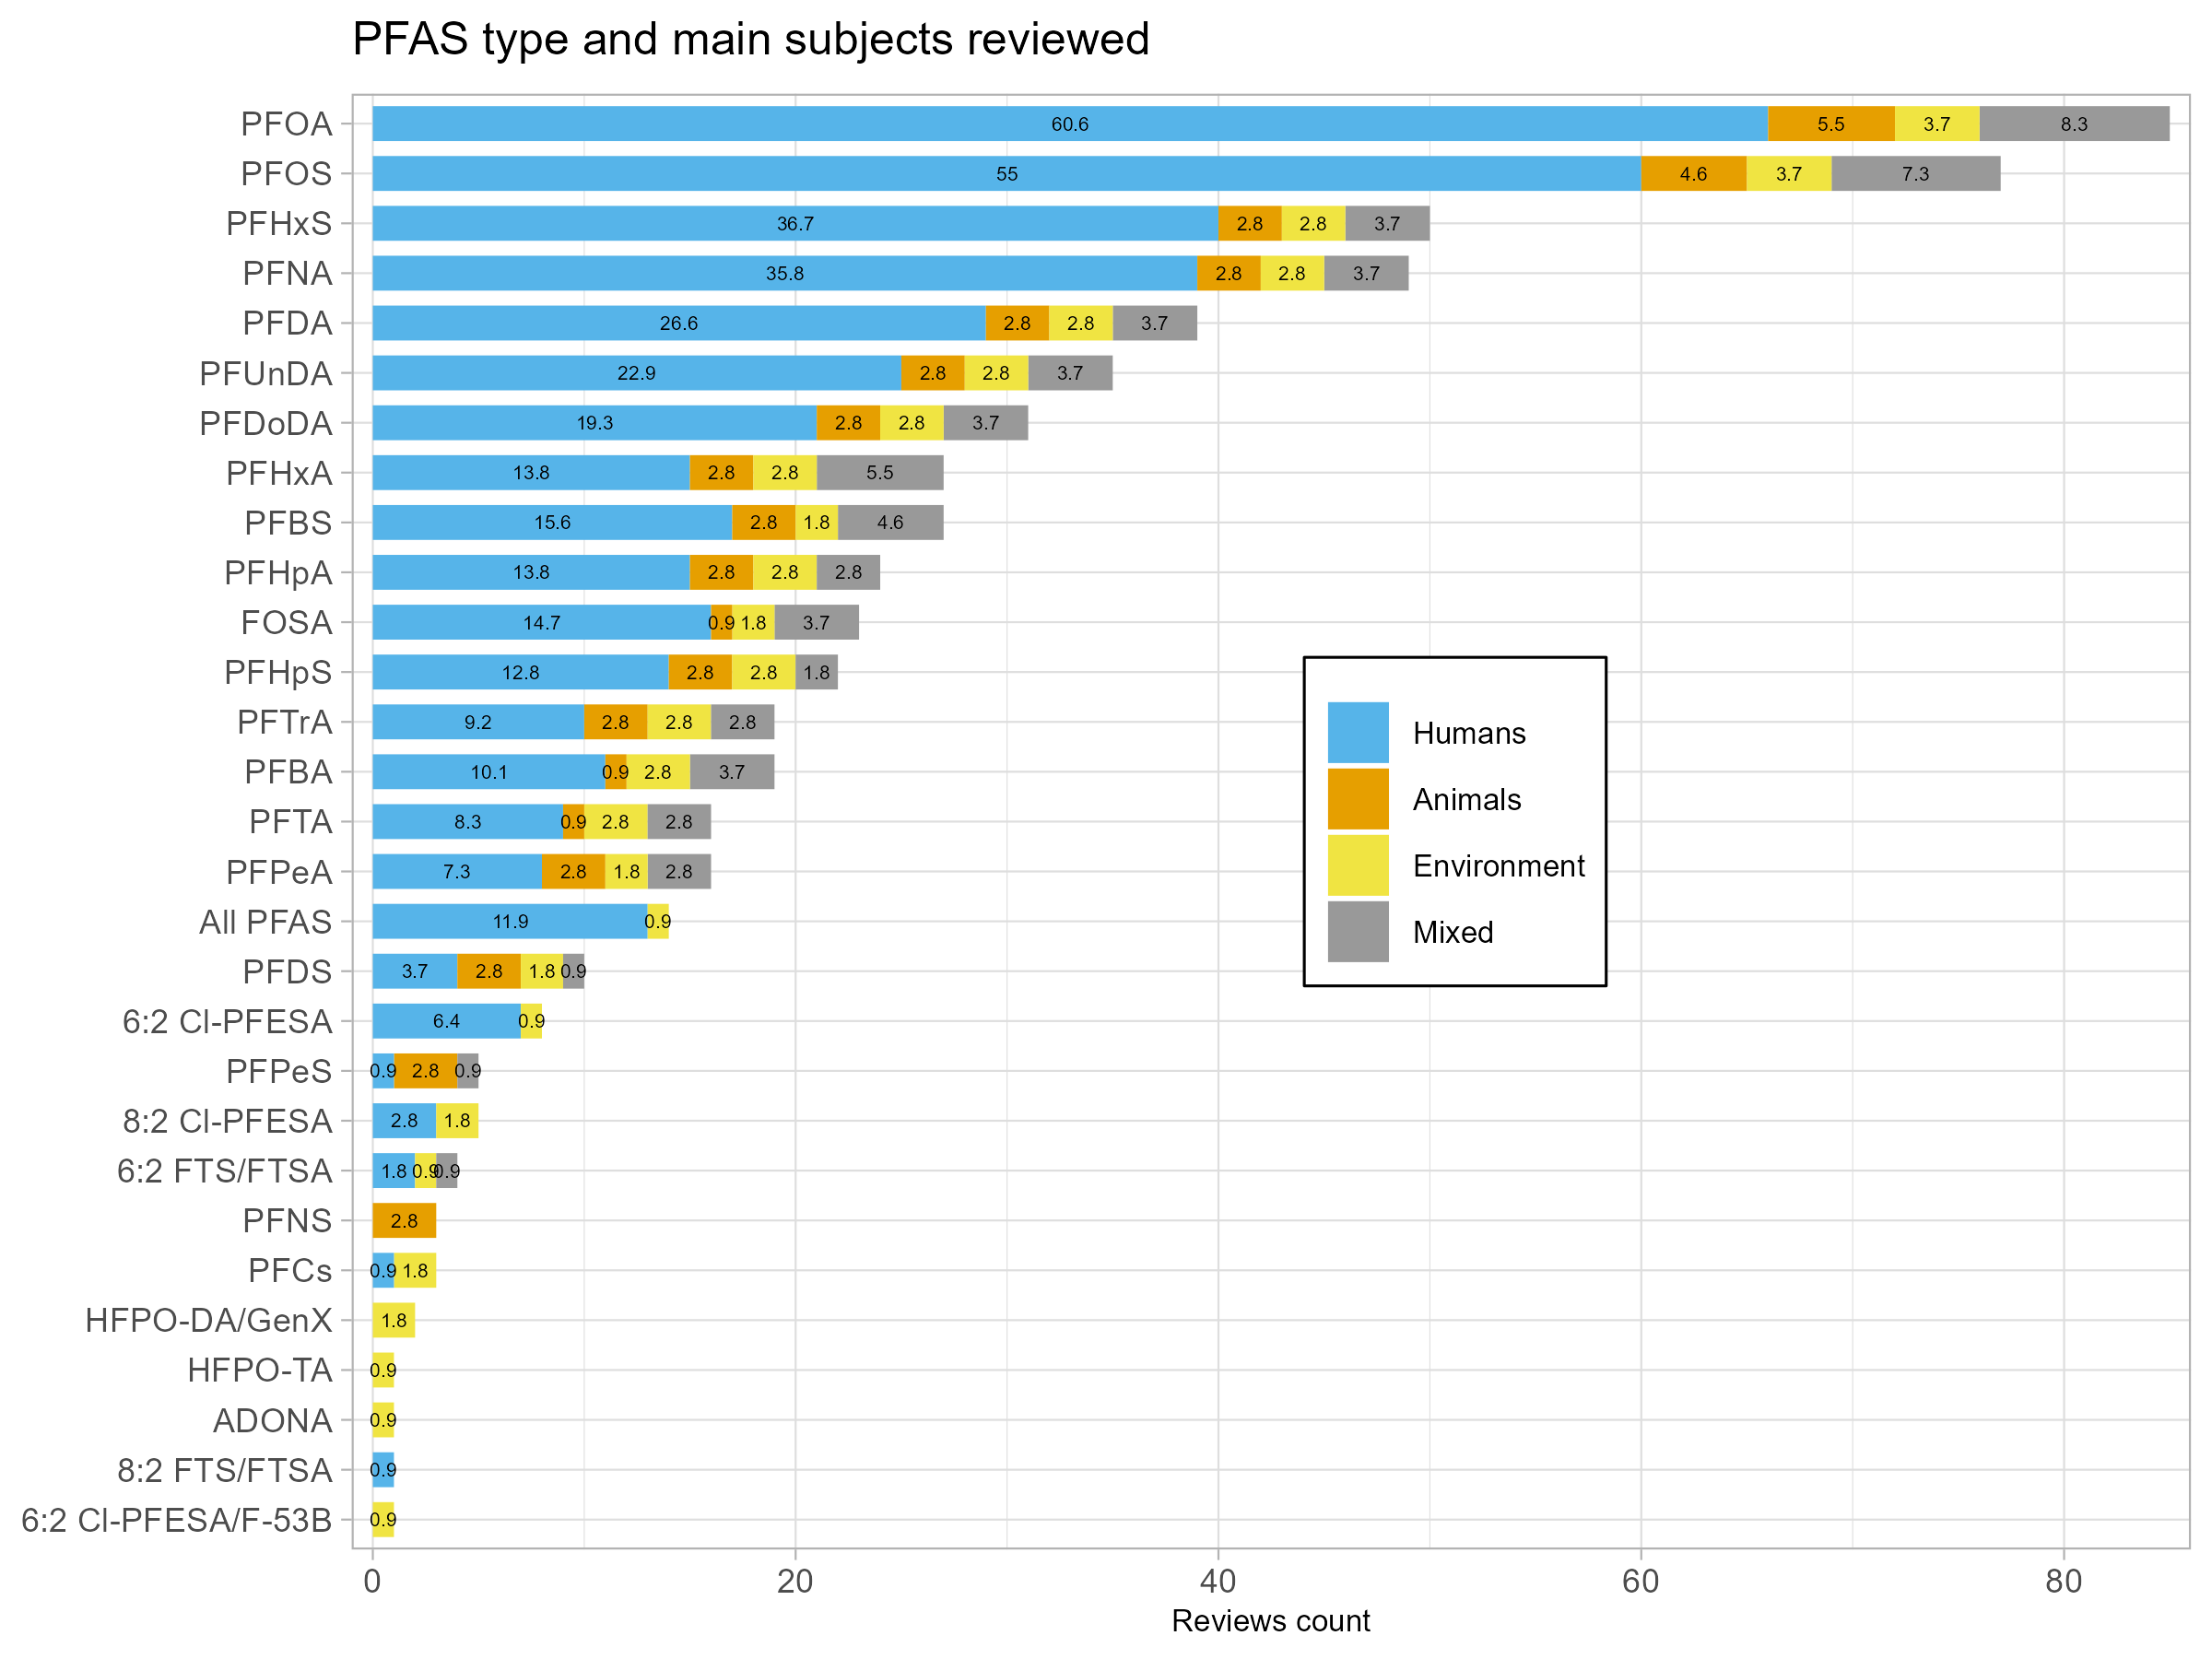 PFAS type and main subjects reviewed
PFOA 60.6 5.5 3.7 8.3
PFOS 55 4.6 3.7 7.3
PFHxS 36.7 2.8 2.8 3.7
PFNA 35.8 2.8 2.8 3.7
PFDA 26.6 2.8 2.8 3.7
PFUnDA 22.9 2.8 2.8 3.7
PFDoDA 19.3 2.8 2.8 3.7
PFHxA 13.8 2.8 2.8 5.5
PFBS 15.6 2.8 1.8 4.6
PFHpA 13.8 2.8 2.8 2.8
FOSA 14.7 0.9 1.8 3.7
PFHpS 12.8 2.8 2.8 1.8
PFTrA 9.2 2.8 2.8 2.8
PFBA 10.1 0.9 2.8 3.7
PFTA 8.3 0.9 2.8 2.8
PFPeA 7.3 2.8 1.8 2.8
All PFAS 11.9 0.9
PFDS 3.7 2.8 1.8 0.9
6:2 Cl-PFESA 6.4 0.9
PFPeS 0.9 2.8 0.9
8:2 Cl-PFESA 2.8 1.8
6:2 FTS/FTSA 1.8 0.9 0.9
PFNS 2.8
PFCs 0.9 1.8
HFPO-DA/GenX 1.8
HFPO-TA 0.9
ADONA 0.9
8:2 FTS/FTSA 0.9
6:2 Cl-PFESA/F-53B 0.9
Humans
Animals
Environment
Mixed
0 20 40 60 80
Reviews count